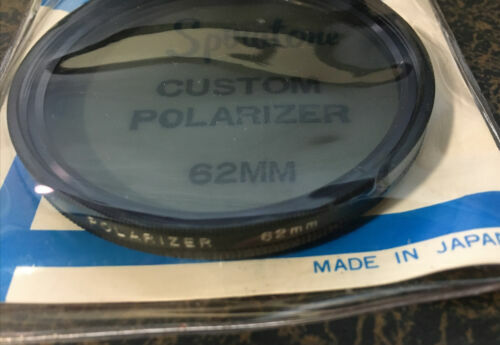 Spiratone
CUSTOM
POLARIZER
62MM
POLARIZER 62mm
MADE IN JAPAN